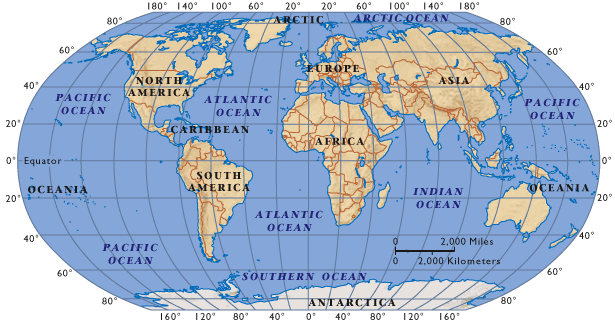 180° 140° 100° 60° 20° 20° 60° 100° 140° 180°
ARCTIC
ARCTIC OCEAN
80° 80°
60° 60°
EUROPE
NORTH
AMERICA
ASIA
40° 40°
PACIFIC
OCEAN
ATLANTIC
OCEAN
PACIFIC
OCEAN
20° 20°
CARIBBEAN
AFRICA
Equator 0° 0°
SOUTH
AMERICA
OCEANIA
OCEANIA
INDIAN
OCEAN
20° 20°
ATLANTIC
OCEAN
40° 40°
PACIFIC
OCEAN
0 2,000 Miles
0 2,000 Kilometers
60° 60°
SOUTHERN OCEAN
80° 80°
ANTARCTICA
160° 120° 80° 40° 0° 40° 80° 120° 160°